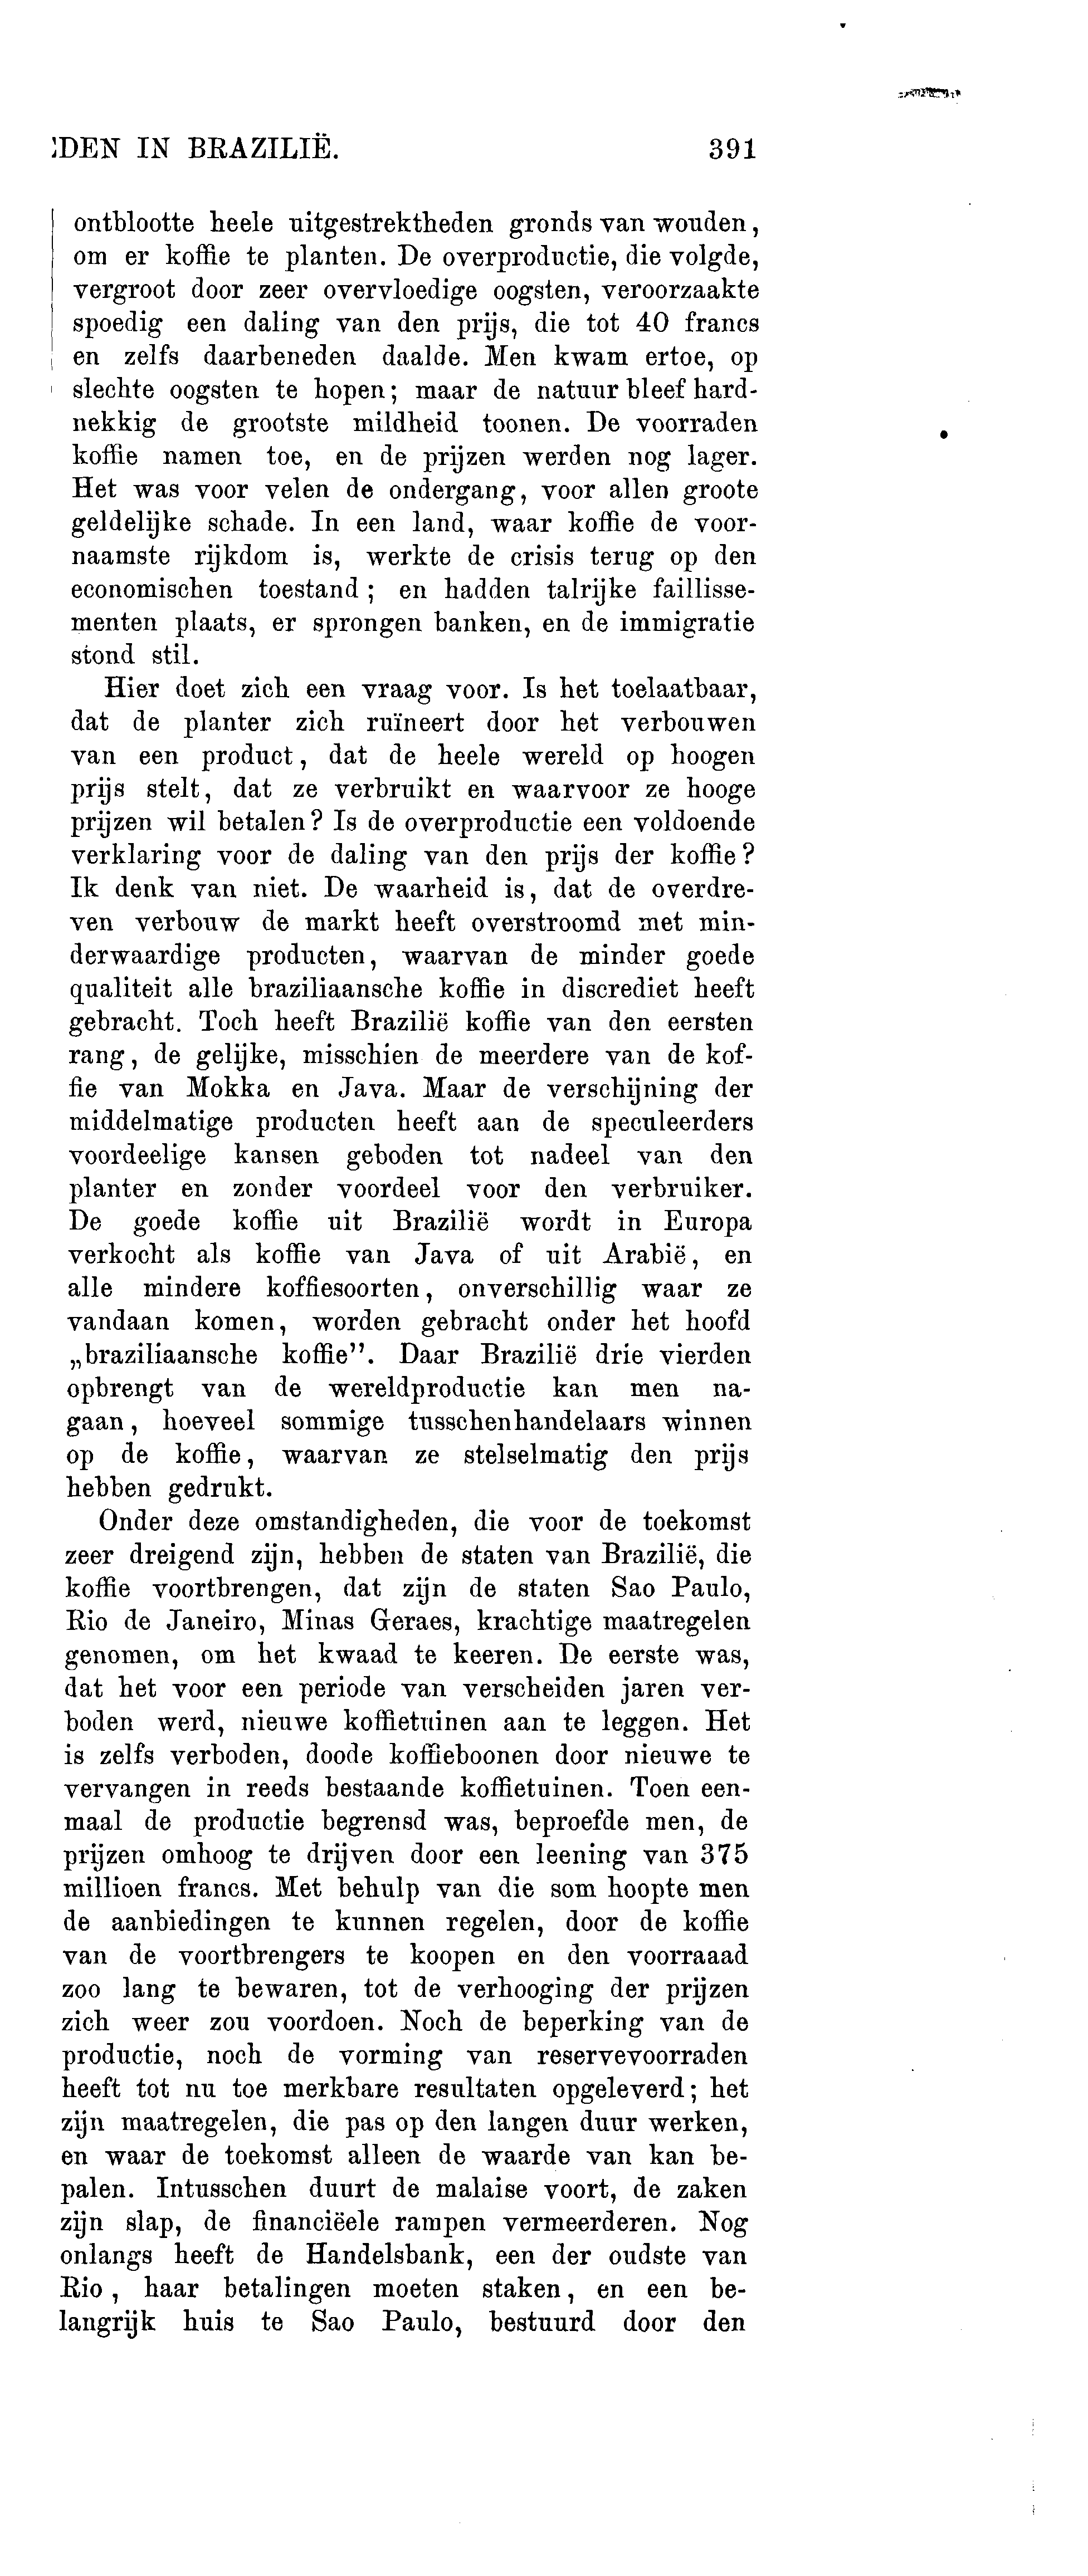 DEN IN BRAZILIË. 391
ontblootte heele uitgestrektheden gronds van wouden,
om er koffie te planten. De overproductie, die volgde,
vergroot door zeer overvloedige oogsten, veroorzaakte
spoedig een daling van den prijs, die tot 40 francs
en zelfs daarbeneden daalde. Men kwam ertoe, op
slechte oogsten te hopen; maar de natuur bleef hard-
nekkig de grootste mildheid toonen. De voorraden
koffie namen toe, en de prijzen werden nog lager.
Het was voor velen de ondergang, voor allen groote
geldelijke schade. In een land, waar koffie de voor-
naamste rijkdom is, werkte de crisis terug op den
economischen toestand; en hadden talrijke faillisse-
menten plaats, er sprongen banken, en de immigratie
stond stil.
Hier doet zich een vraag voor. Is het toelaatbaar,
dat de planter zich ruïneert door het verbouwen
van een product, dat de heele wereld op hoogen
prijs stelt, dat ze verbruikt en waarvoor ze hooge
prijzen wil betalen? Is de overproductie een voldoende
verklaring voor de daling van den prijs der koffie?
Ik denk van niet. De waarheid is, dat de overdre-
ven verbouw de markt heeft overstroomd met min-
derwaardige producten, waarvan de minder goede
qualiteit alle braziliaansche koffie in discrediet heeft
gebracht. Toch heeft Brazilië koffie van den eersten
rang, de gelijke, misschien de meerdere van de kof-
fie van Mokka en Java. Maar de verschijning der
middelmatige producten heeft aan de speculeerders
voordeelige kansen geboden tot nadeel van den
planter en zonder voordeel voor den verbruiker.
De goede koffie uit Brazilië wordt in Europa
verkocht als koffie van Java of uit Arabië, en
alle mindere koffiesoorten, onverschillig waar ze
vandaan komen, worden gebracht onder het hoofd
„braziliaansche koffie”. Daar Brazilië drie vierden
opbrengt van de wereldproductie kan men na-
gaan, hoeveel sommige tusschenhandelaars winnen
op de koffie, waarvan ze stelselmatig den prijs
hebben gedrukt.
Onder deze omstandigheden, die voor de toekomst
zeer dreigend zijn, hebben de staten van Brazilië, die
koffie voortbrengen, dat zijn de staten Sao Paulo,
Rio de Janeiro, Minas Geraes, krachtige maatregelen
genomen, om het kwaad te keeren. De eerste was,
dat het voor een periode van verscheiden jaren ver-
boden werd, nieuwe koffietuinen aan te leggen. Het
is zelfs verboden, doode koffieboonen door nieuwe te
vervangen in reeds bestaande koffietuinen. Toen een-
maal de productie begrensd was, beproefde men, de
prijzen omhoog te drijven door een leening van 375
millioen francs. Met behulp van die som hoopte men
de aanbiedingen te kunnen regelen, door de koffie
van de voortbrengers te koopen en den voorraaad
zoo lang te bewaren, tot de verhooging der prijzen
zich weer zou voordoen. Noch de beperking van de
productie, noch de vorming van reservevoorraden
heeft tot nu toe merkbare resultaten opgeleverd; het
zijn maatregelen, die pas op den langen duur werken,
en waar de toekomst alleen de waarde van kan be-
palen. Intusschen duurt de malaise voort, de zaken
zijn slap, de financiëele rampen vermeerderen. Nog
onlangs heeft de Handelsbank, een der oudste van
Rio, haar betalingen moeten staken, en een be-
langrijk huis te Sao Paulo, bestuurd door den